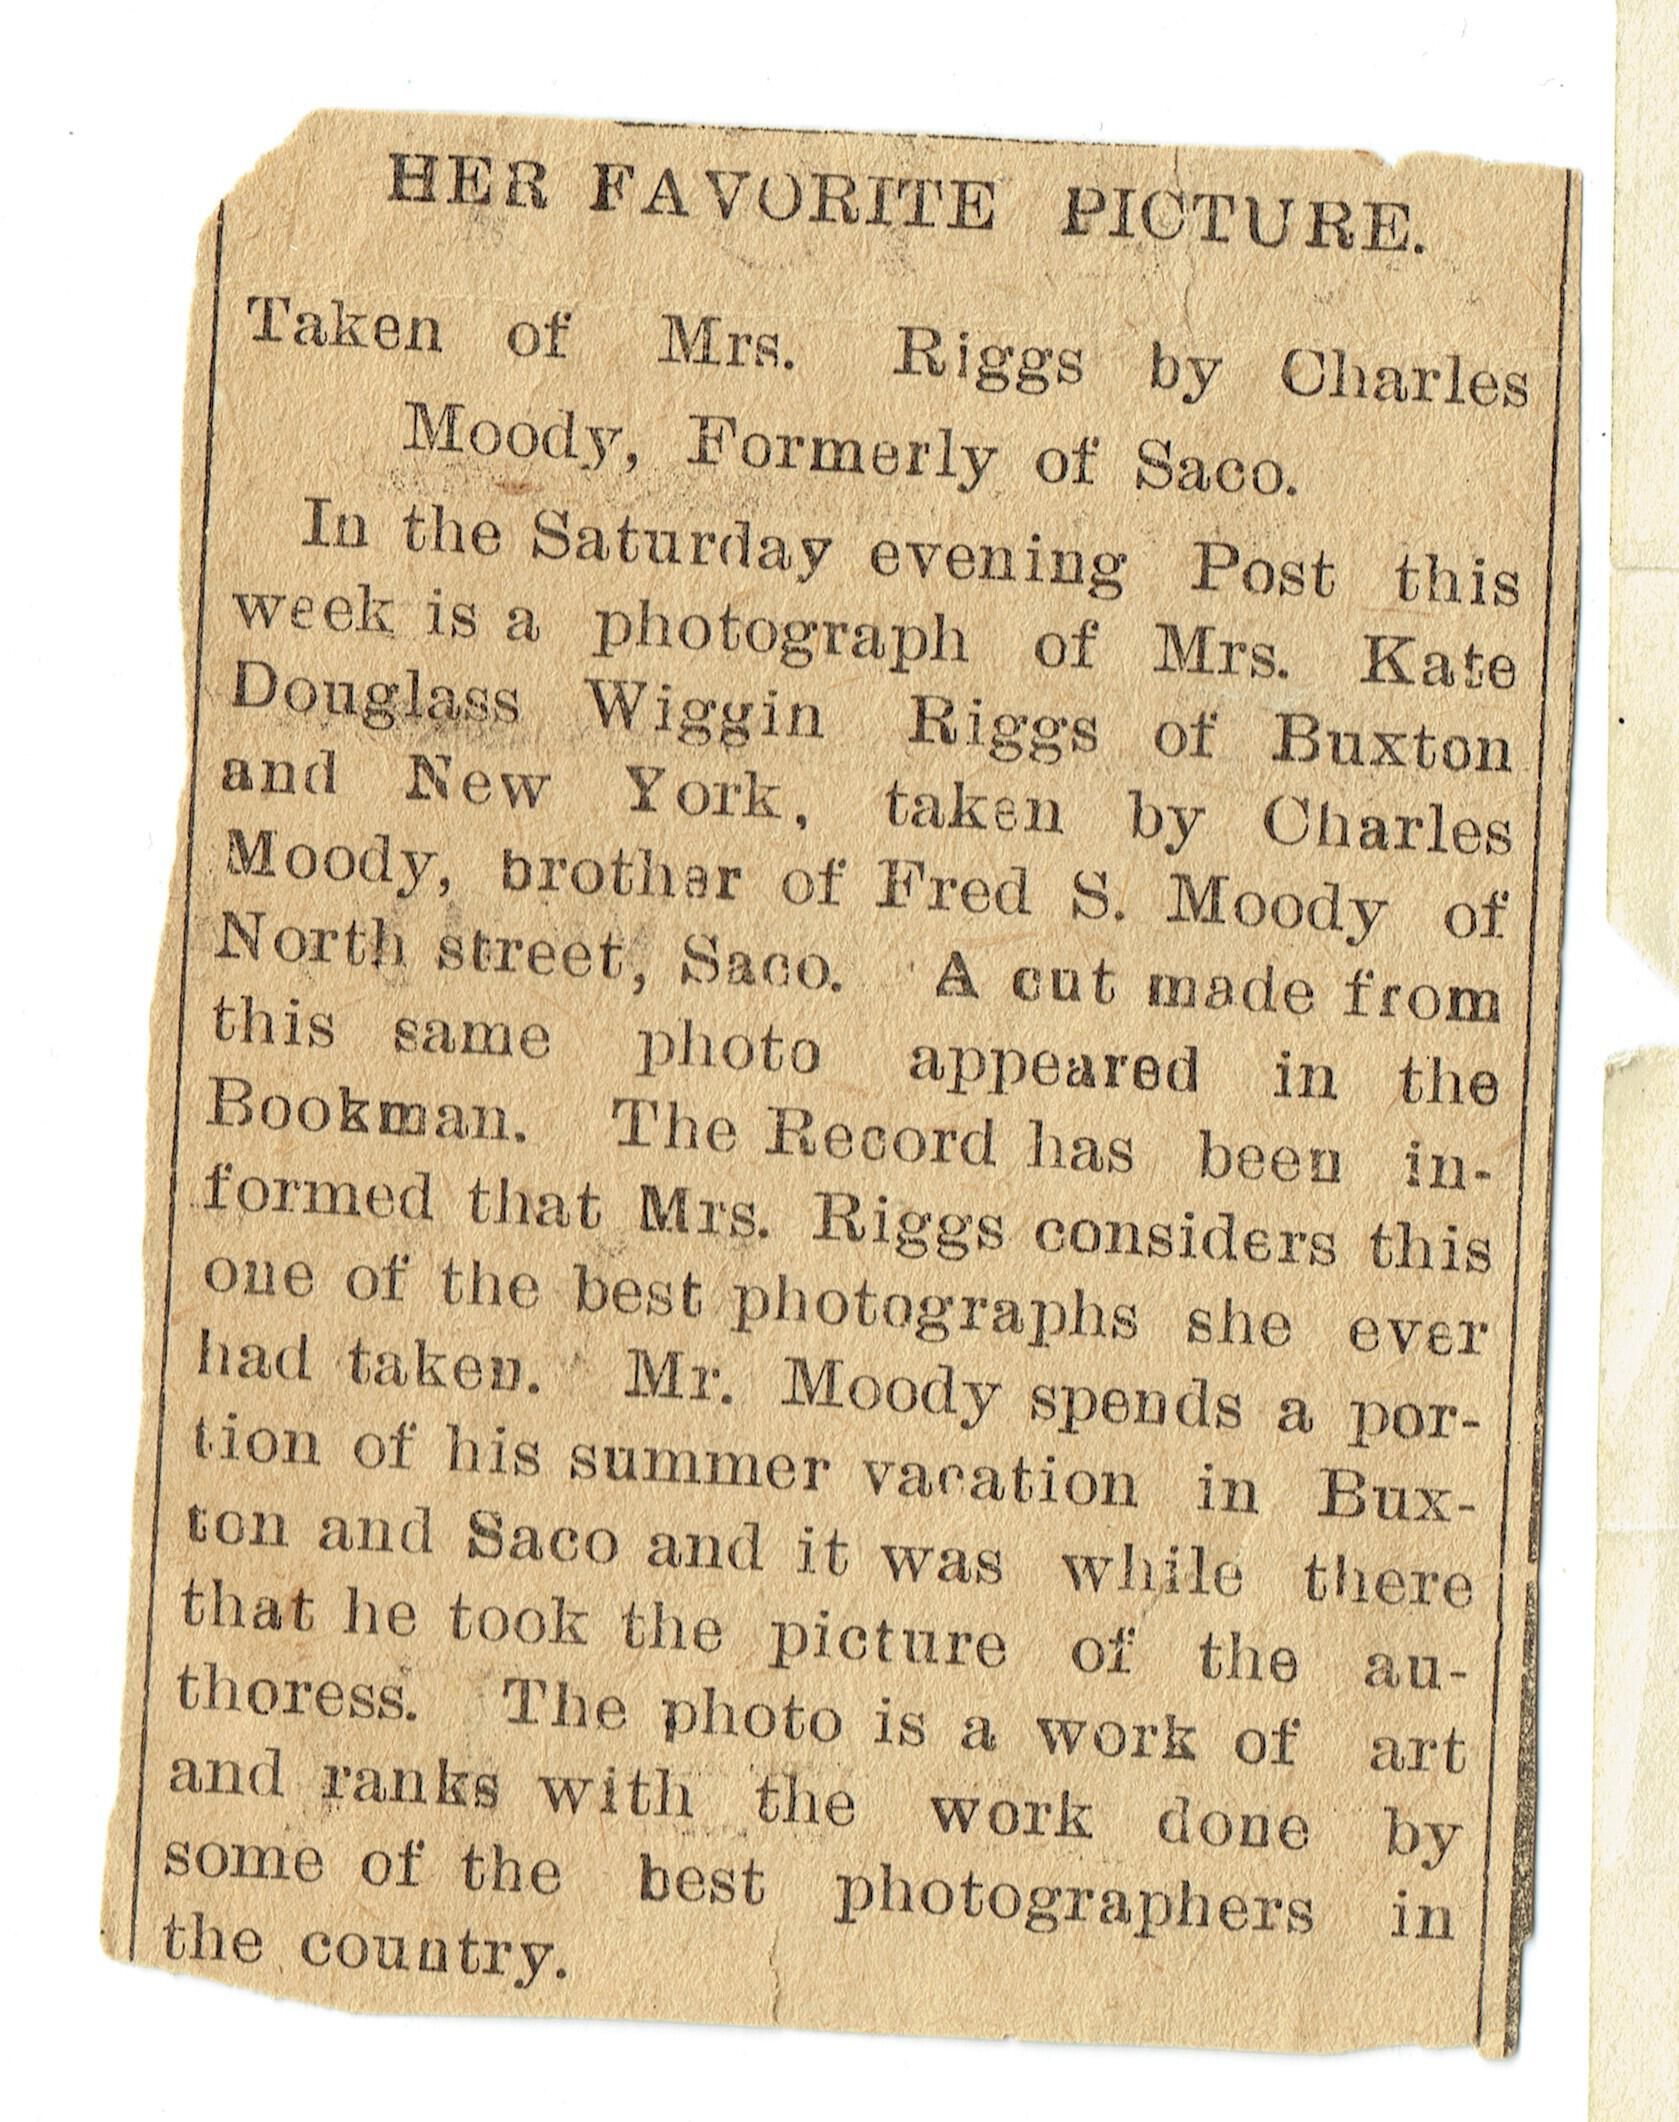 HER FAVORITE PICTURE.
Taken of Mrs. Riggs by Charles
Moody, Formerly of Saco.
In the Saturday evening Post this
week is a photograph of Mrs. Kate
Douglass Wiggin Riggs of Buxton
and New York, taken by Charles
Moody, brother of Fred S. Moody of
North street, Saco. A cut made from
this same photo appeared in the
Bookman. The Record has been in-
formed that Mrs. Riggs considers this
one of the best photographs she ever
had taken. Mr. Moody spends a por-
tion of his summer vacation in Bux-
ton and Saco and it was while there
that he took the picture of the au-
thoress. The photo is a work of art
and ranks with the work done by
some of the best photographers in
the country.